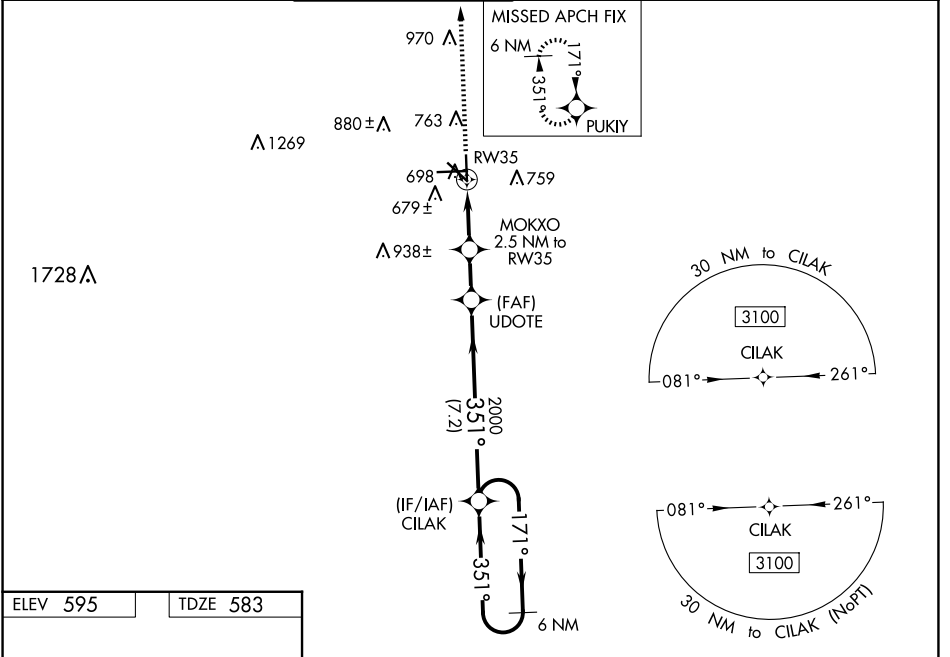 MISSED APCH FIX
6 NM
171°
351°
PUKIY
970
880±
763
1269
RW35
698
759
679±
MOKXO
2.5 NM to
RW35
938±
1728
(FAF)
UDOTE
30 NM to CILAK
3100
CILAK
081°
261°
2000
351°
(7.2)
(IF/IAF)
CILAK
171°
351°
6 NM
081°
261°
CILAK
3100
30 NM to CILAK (NoPT)
ELEV 595
TDZE 583